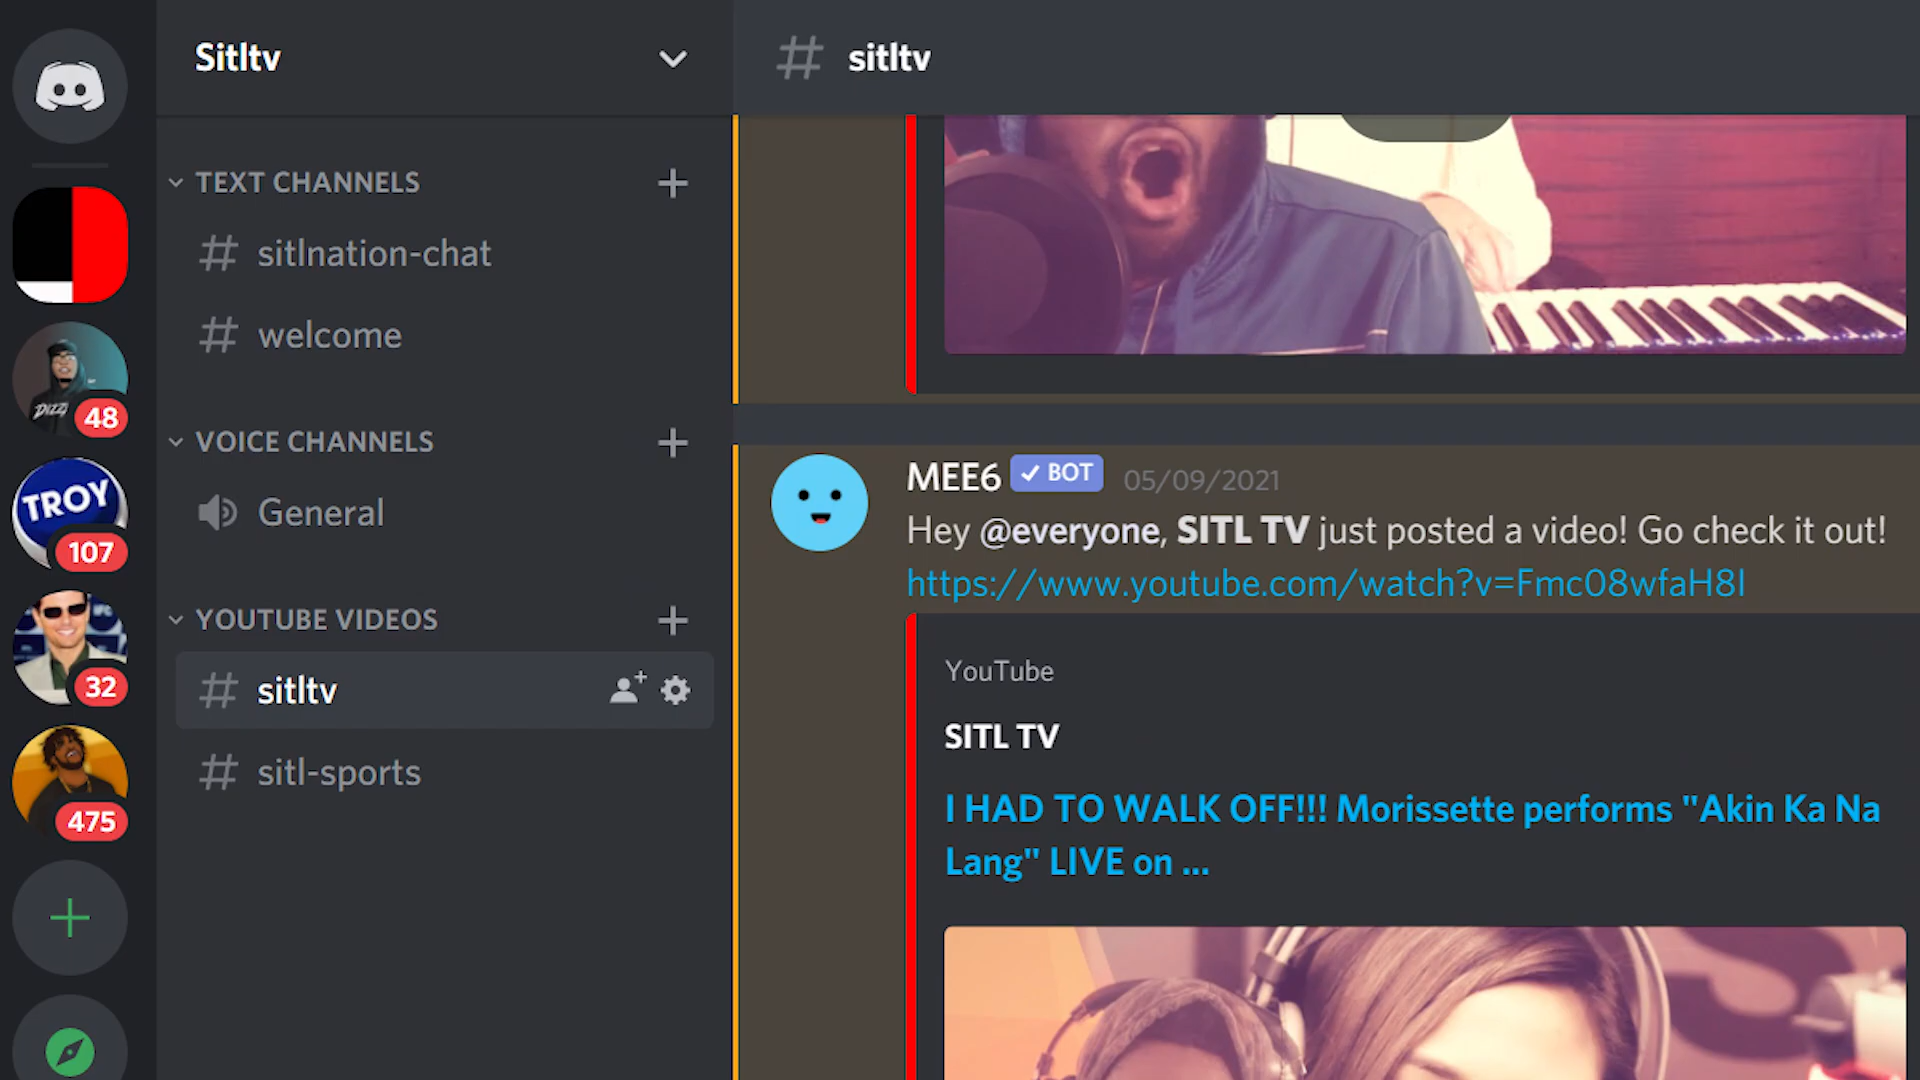 Sitltv
sitltv
TEXT CHANNELS
sitlnation-chat
welcome
VOICE CHANNELS
General
YOUTUBE VIDEOS
sitltv
sitl-sports
DIZZ
48
TROY
107
32
475
MEE6 BOT 05/09/2021
Hey @everyone, SITL TV just posted a video! Go check it out!
https://www.youtube.com/watch?v=Fmc08wfaH8I
YouTube
SITL TV
I HAD TO WALK OFF!!! Morissette performs "Akin Ka Na
Lang" LIVE on ...